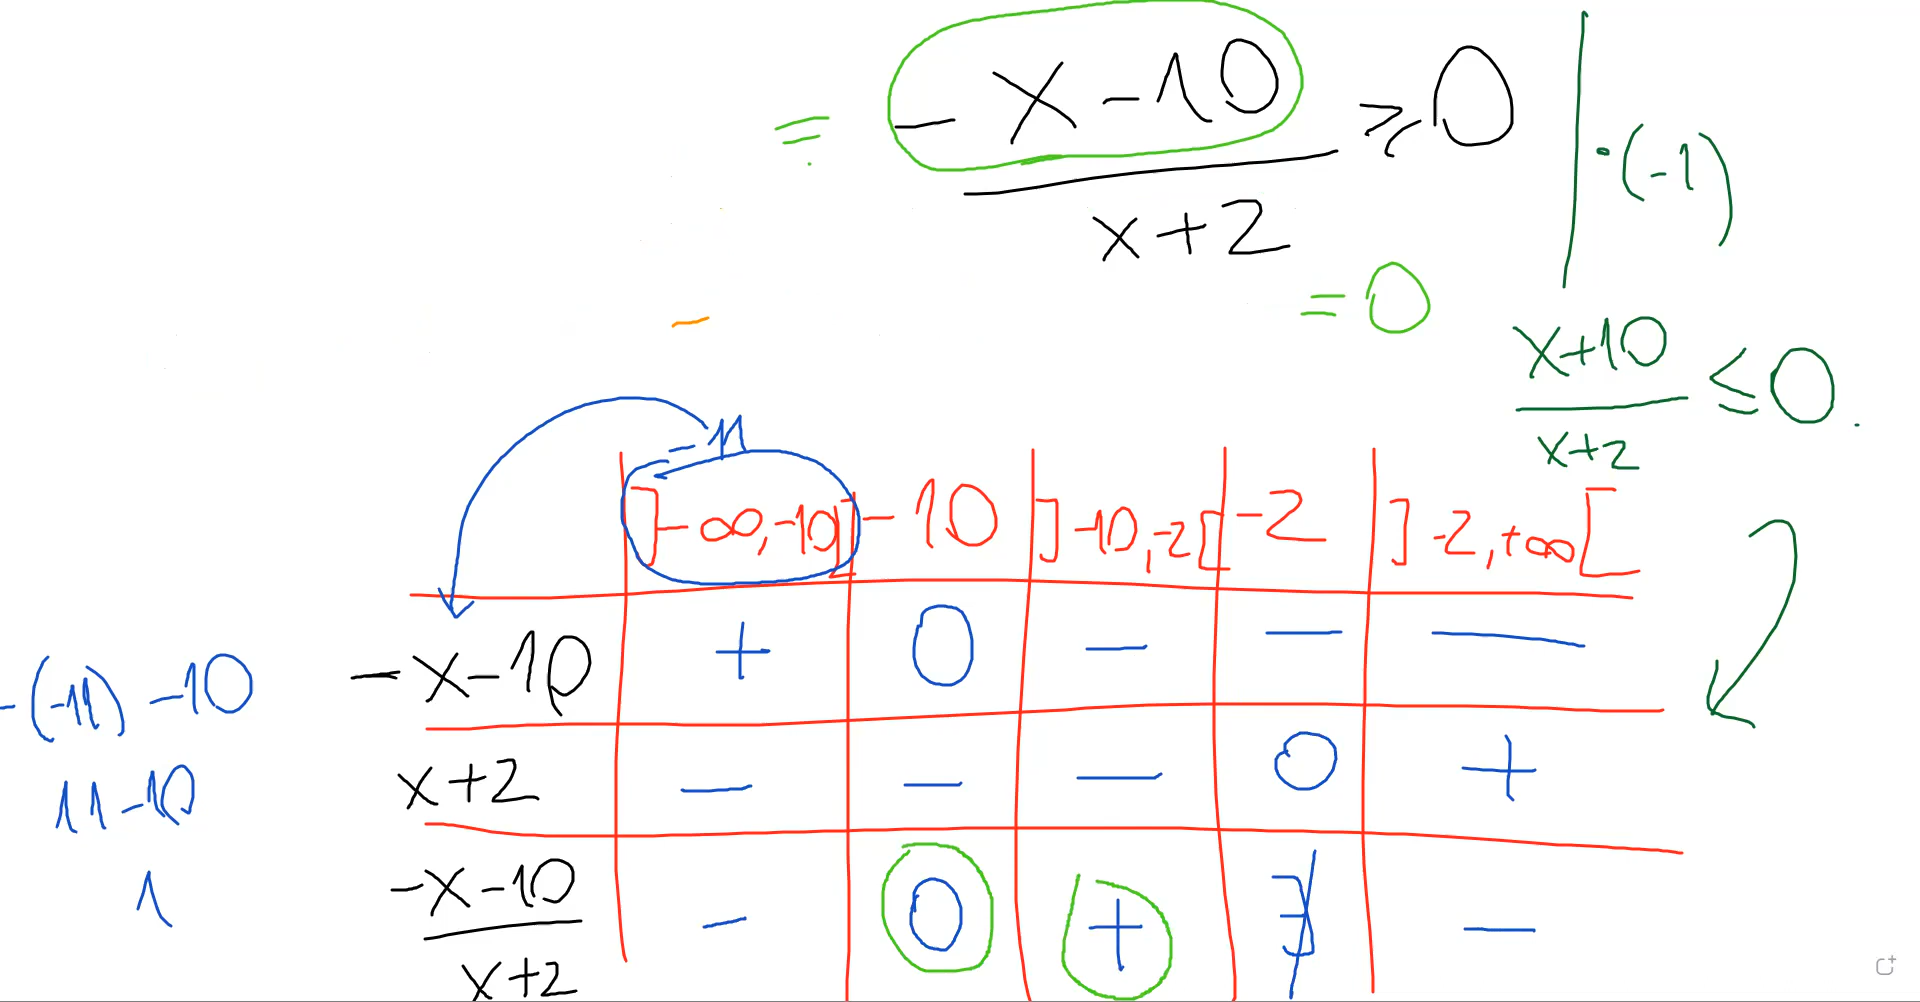 = (-x-10)/(x+2) ≥ 0 | ·(-1)
= 0
(x+10)/(x+2) ≤ 0.
-11
]-∞,-10[ | -10 | ]-10,-2[ | -2 | ]-2,+∞[
-x-10 | + | 0 | - | - | -
-(-11)-10
x+2 | - | - | - | 0 | +
11-10
(-x-10)/(x+2) | - | 0 | + | ∄ | -
1